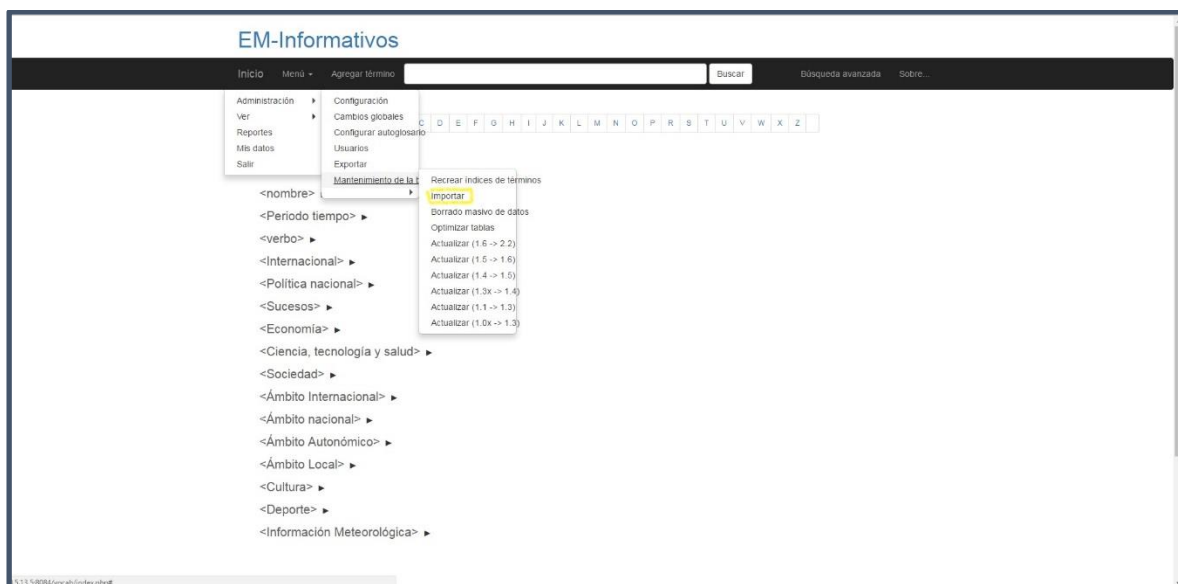 EM-Informativos
Inicio Menú Agregar término Buscar Búsqueda avanzada Sobre...
Administración
Ver
Reportes
Mis datos
Salir
Configuración
Cambios globales
Configurar autoglosario
Usuarios
Exportar
Mantenimiento de la
Recrear índices de términos
Importar
Borrado masivo de datos
Optimizar tablas
Actualizar (1.6 -> 2.2)
Actualizar (1.5 -> 1.6)
Actualizar (1.4 -> 1.5)
Actualizar (1.3x -> 1.4)
Actualizar (1.1 -> 1.3)
Actualizar (1.0x -> 1.3)
C D E F G H I J K L M N O P R S T U V W X Z
<nombre>
<Periodo tiempo>
<verbo>
<Internacional>
<Política nacional>
<Sucesos>
<Economía>
<Ciencia, tecnología y salud>
<Sociedad>
<Ámbito Internacional>
<Ámbito nacional>
<Ámbito Autonómico>
<Ámbito Local>
<Cultura>
<Deporte>
<Información Meteorológica>